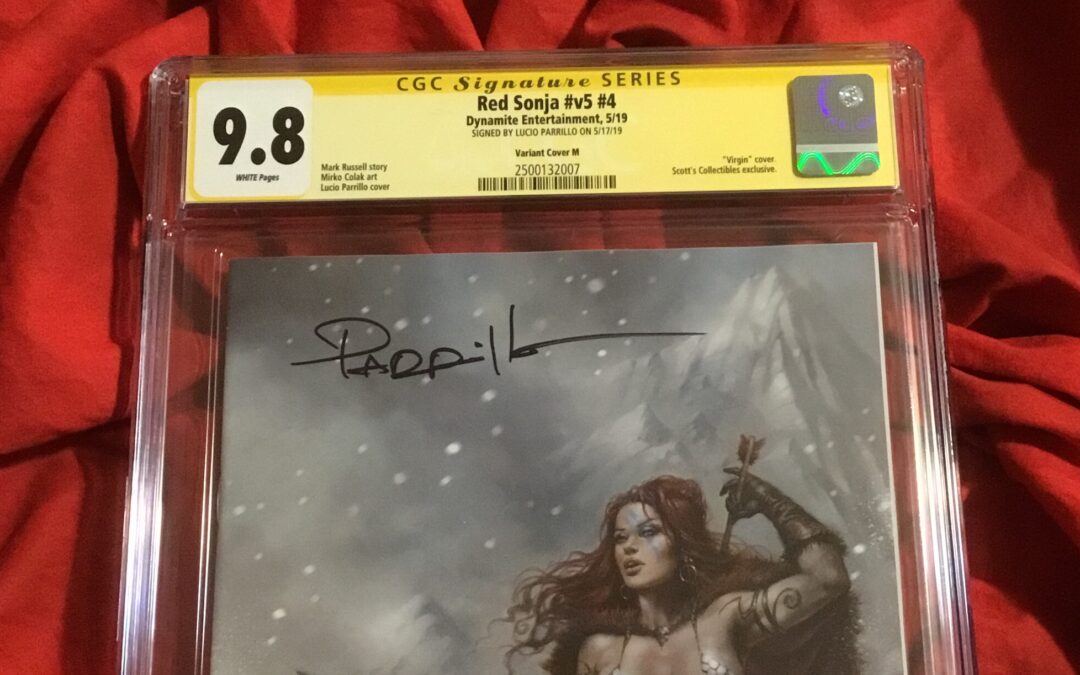 CGC Signature SERIES
9.8
WHITE Pages
Red Sonja #v5 #4
Dynamite Entertainment, 5/19
SIGNED BY LUCIO PARRILLO ON 5/17/19
Variant Cover M
2500132007
Mark Russell story
Mirko Colak art
Lucio Parrillo cover
"Virgin" cover.
Scott's Collectibles exclusive.
Parrillo